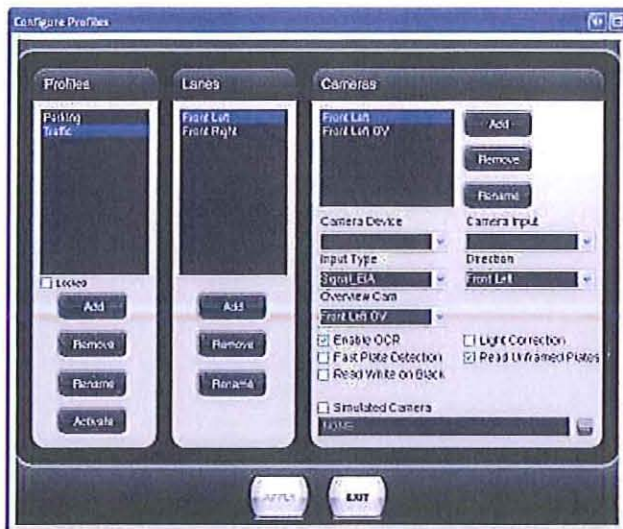 Configure Profiles
Profiles
Parking
Traffic
Locked
Add
Remove
Rename
Activate
Lanes
Front Left
Front Right
Add
Remove
Rename
Cameras
Front Left
Front Left OV
Add
Remove
Rename
Camera Device
Camera Input
Input Type
Direction
Signal_EIA
Front Left
Overview Cam
Front Left OV
Enable OCR
Light Correction
Fast Plate Detection
Read Unframed Plates
Read White on Black
Simulated Camera
NONE
APPLY
EXIT